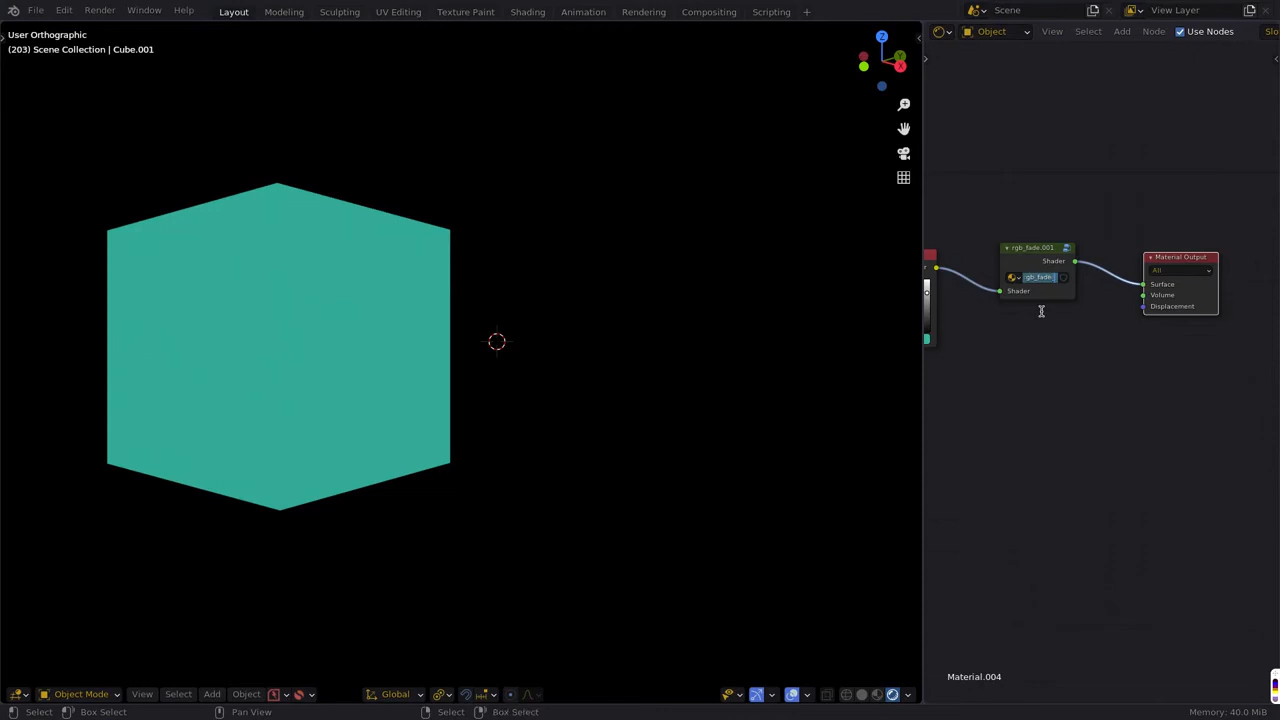 File Edit Render Window Help Layout Modeling Sculpting UV Editing Texture Paint Shading Animation Rendering Compositing Scripting + Scene View Layer
User Orthographic
(203) Scene Collection | Cube.001
Z
Y
X
Object View Select Add Node Use Nodes Slo
rgb_fade.001
Shader
gb_fade.
Shader
Material Output
All
Surface
Volume
Displacement
Material.004
Object Mode View Select Add Object Global
Select Box Select Pan View Select Box Select Memory: 40.0 MiB